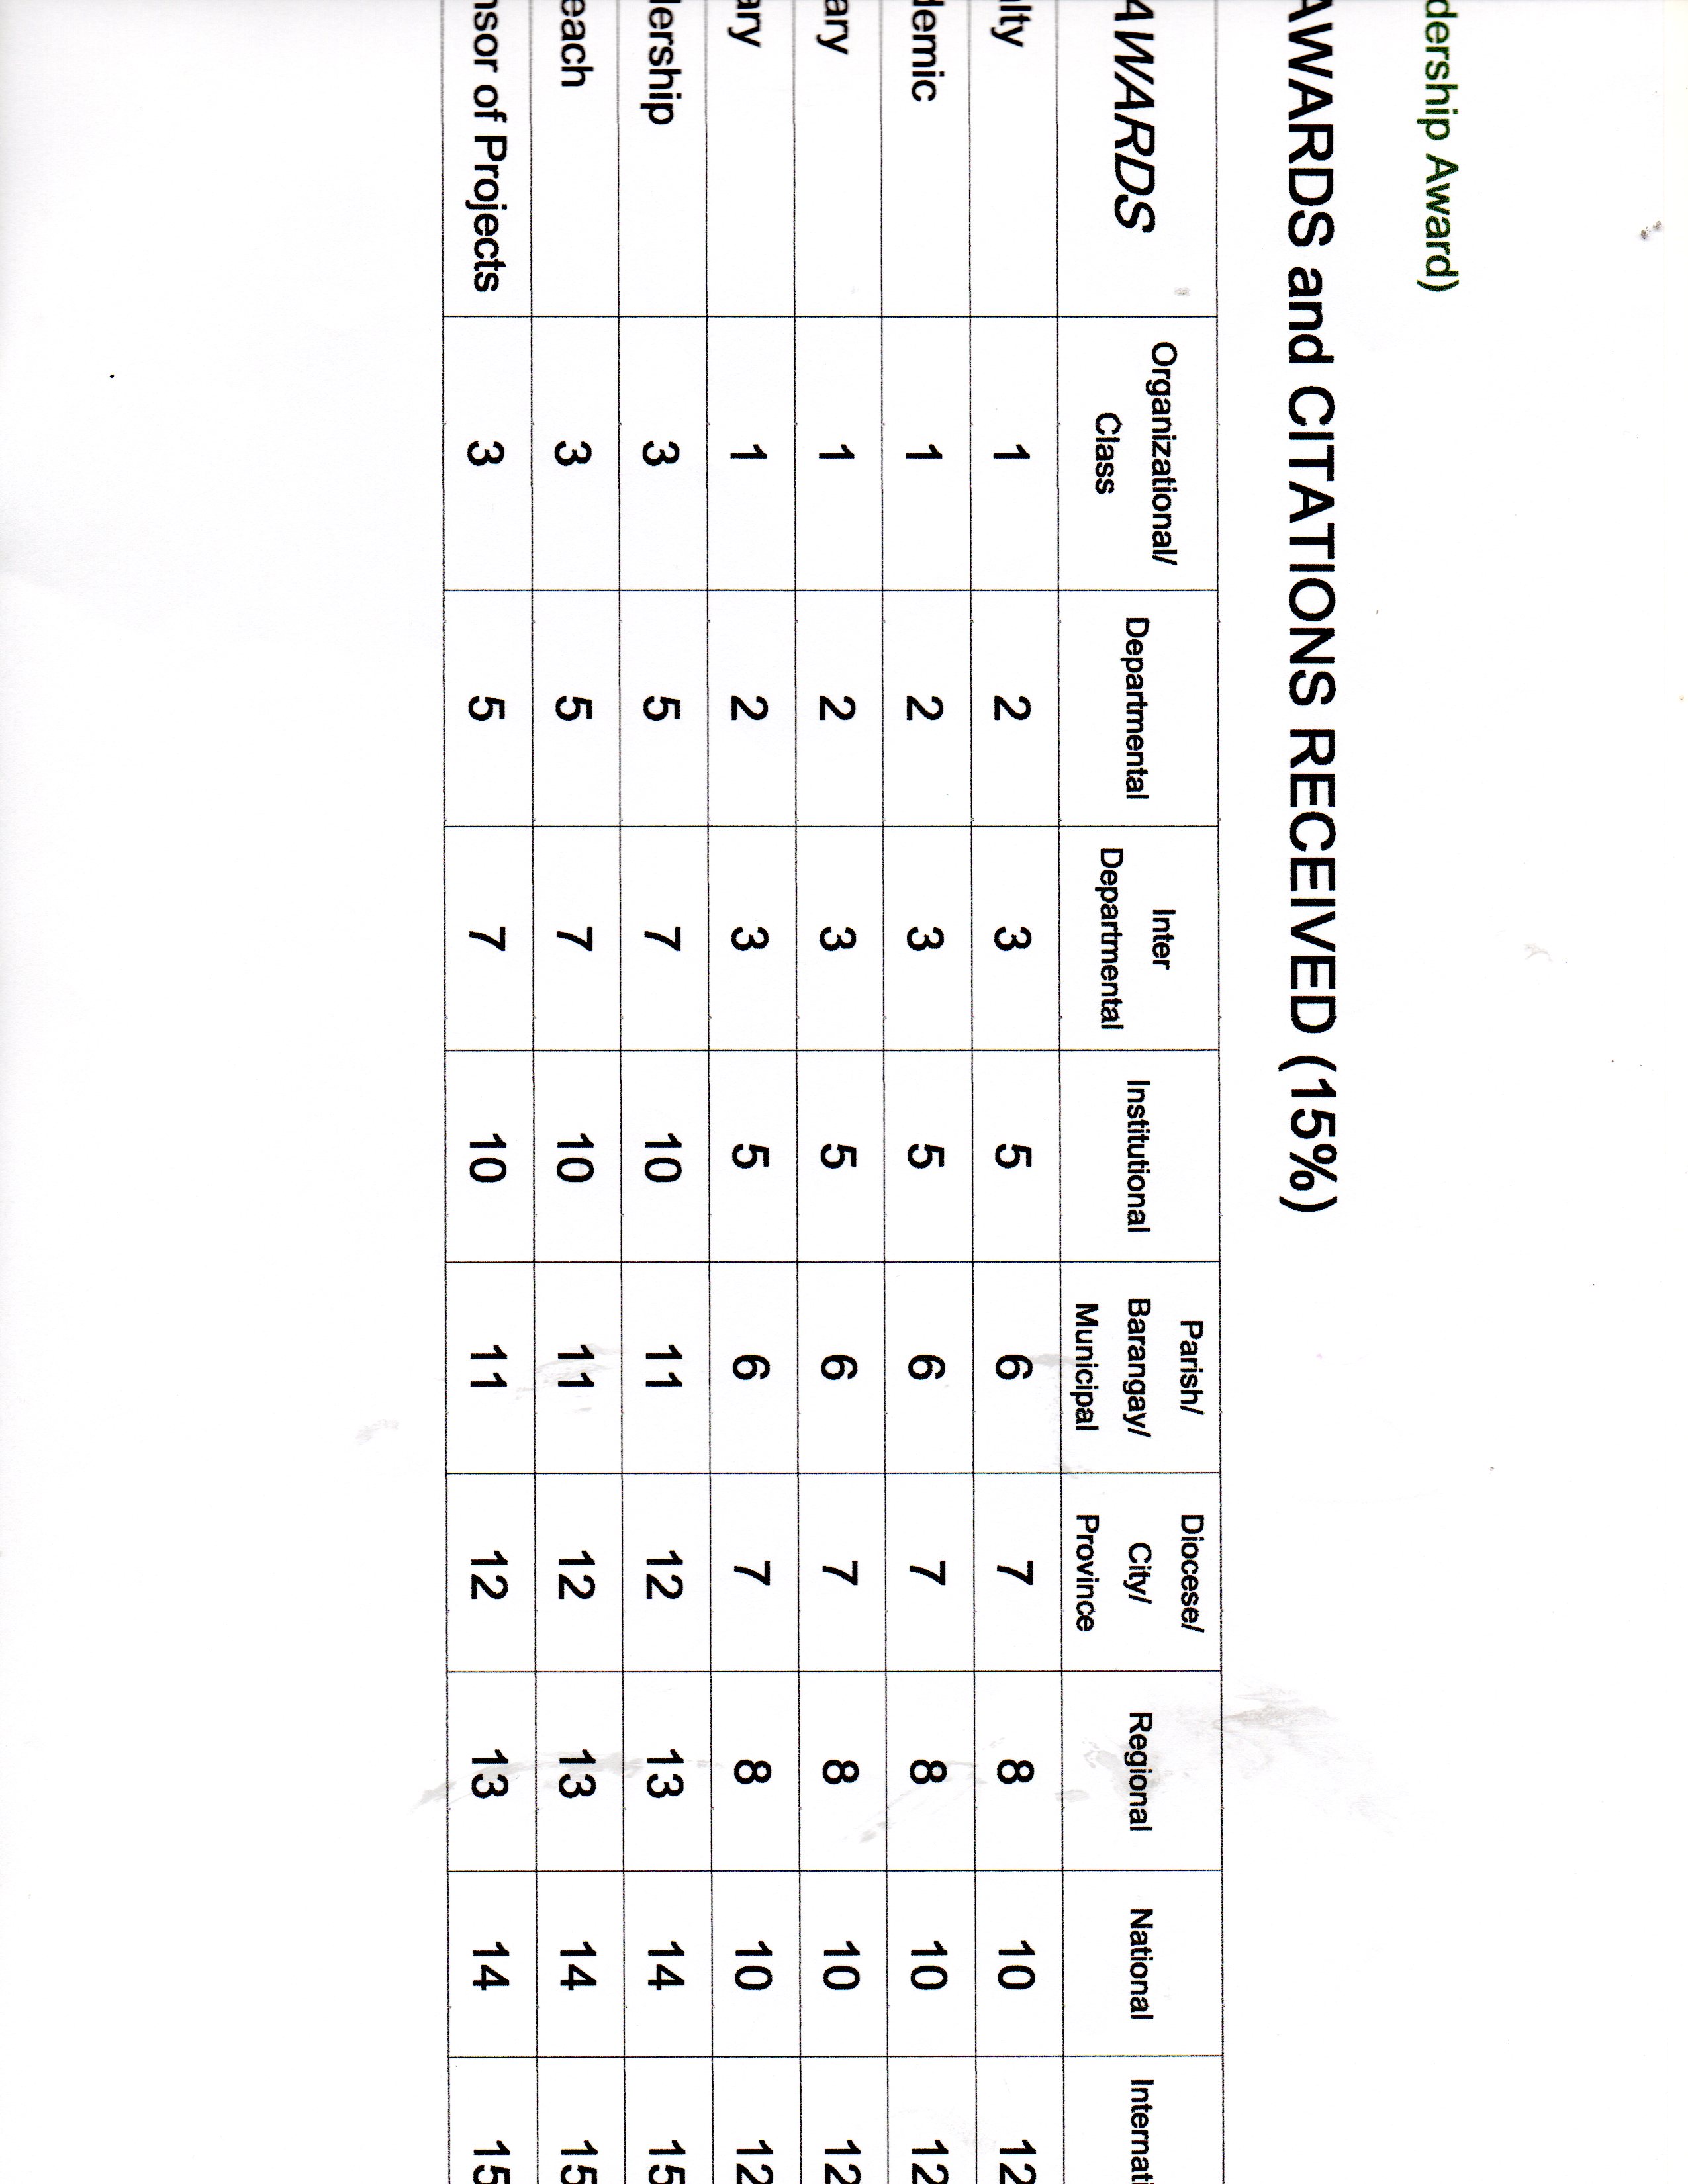 dership Award)
AWARDS and CITATIONS RECEIVED (15%)
AWARDS Organizational/ Class Departmental Inter Departmental Institutional Parish/ Barangay/ Municipal Diocese/ City/ Province Regional National Internat
lty 1 2 3 5 6 7 8 10 12
demic 1 2 3 5 6 7 8 10 12
ary 1 2 3 5 6 7 8 10 12
ary 1 2 3 5 6 7 8 10 12
dership 3 5 7 10 11 12 13 14 15
each 3 5 7 10 11 12 13 14 15
nsor of Projects 3 5 7 10 11 12 13 14 15